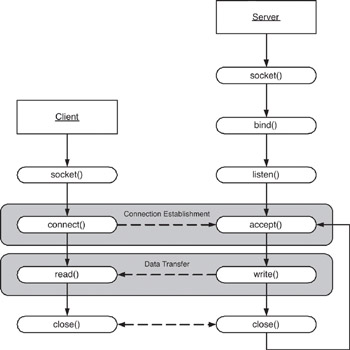 Server
socket()
bind()
Client
socket()
listen()
Connection Establishment
connect()
accept()
Data Transfer
read()
write()
close()
close()